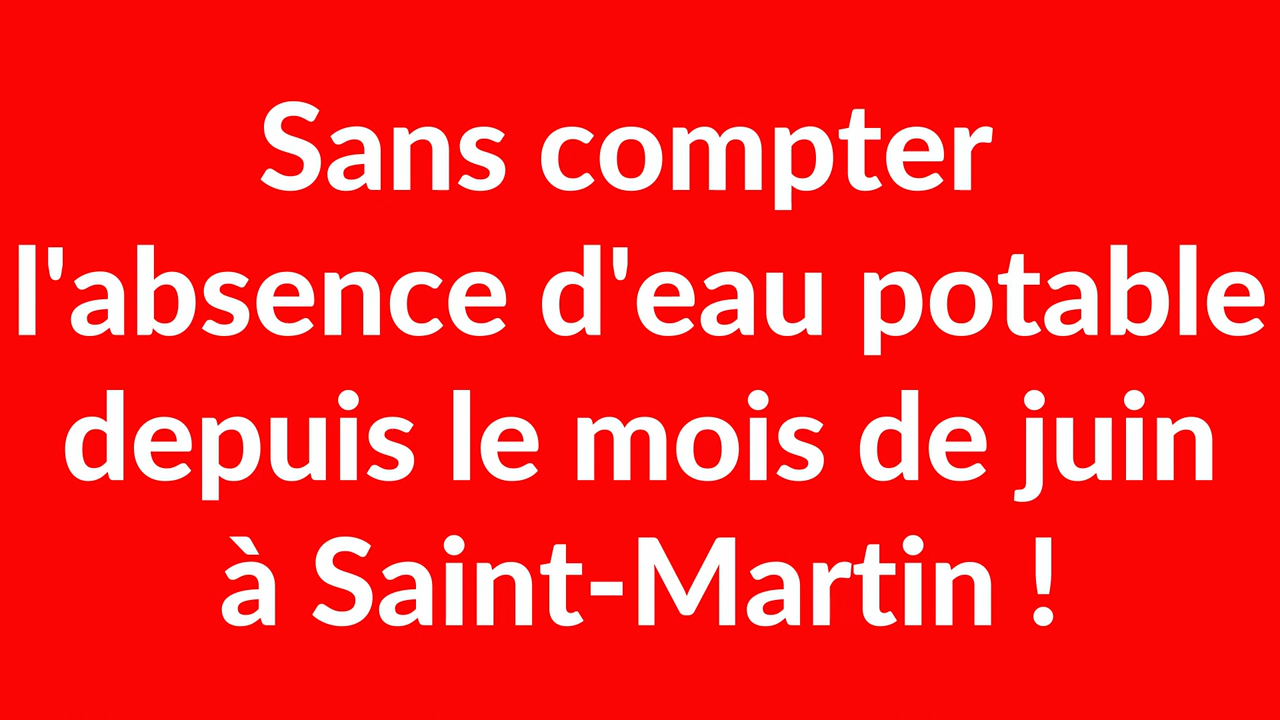 Sans compter
l'absence d'eau potable
depuis le mois de juin
à Saint-Martin !